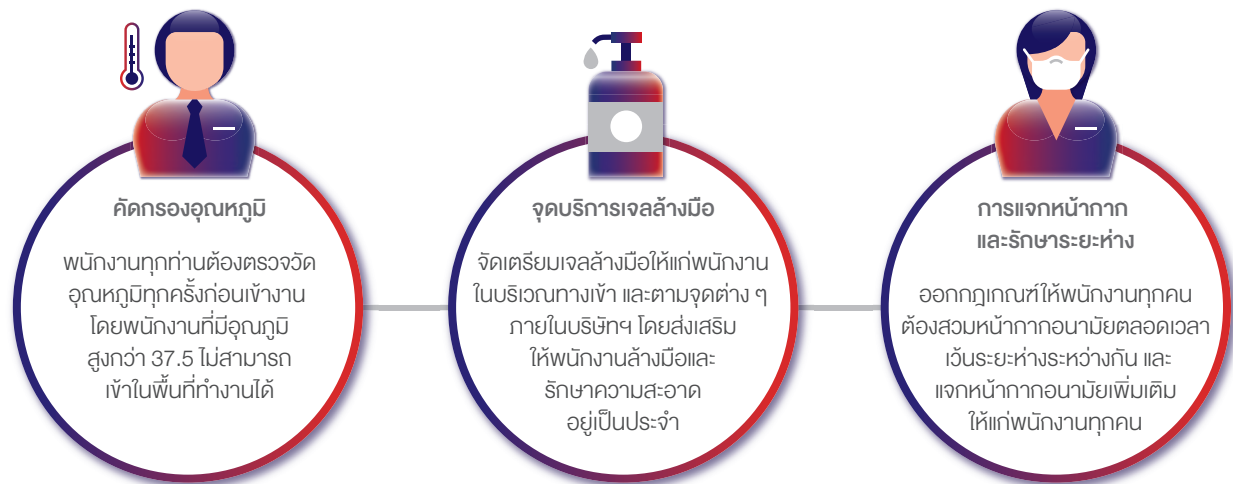 คัดกรองอุณหภูมิ
พนักงานทุกท่านต้องตรวจวัด
อุณหภูมิทุกครั้งก่อนเข้างาน
โดยพนักงานที่มีอุณภูมิ
สูงกว่า 37.5 ไม่สามารถ
เข้าในพื้นที่ทำงานได้
จุดบริการเจลล้างมือ
จัดเตรียมเจลล้างมือให้แก่พนักงาน
ในบริเวณทางเข้า และตามจุดต่าง ๆ
ภายในบริษัทฯ โดยส่งเสริม
ให้พนักงานล้างมือและ
รักษาความสะอาด
อยู่เป็นประจำ
การแจกหน้ากาก
และรักษาระยะห่าง
ออกกฎเกณฑ์ให้พนักงานทุกคน
ต้องสวมหน้ากากอนามัยตลอดเวลา
เว้นระยะห่างระหว่างกัน และ
แจกหน้ากากอนามัยเพิ่มเติม
ให้แก่พนักงานทุกคน